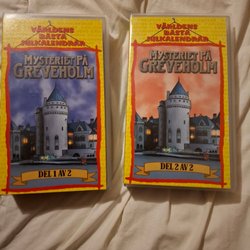 VÄRLDENS
BÄSTA
JULKALENDRAR
MYSTERIET PÅ
GREVEHOLM
DEL 1 AV 2
VÄRLDENS
BÄSTA
JULKALENDRAR
MYSTERIET PÅ
GREVEHOLM
DEL 2 AV 2